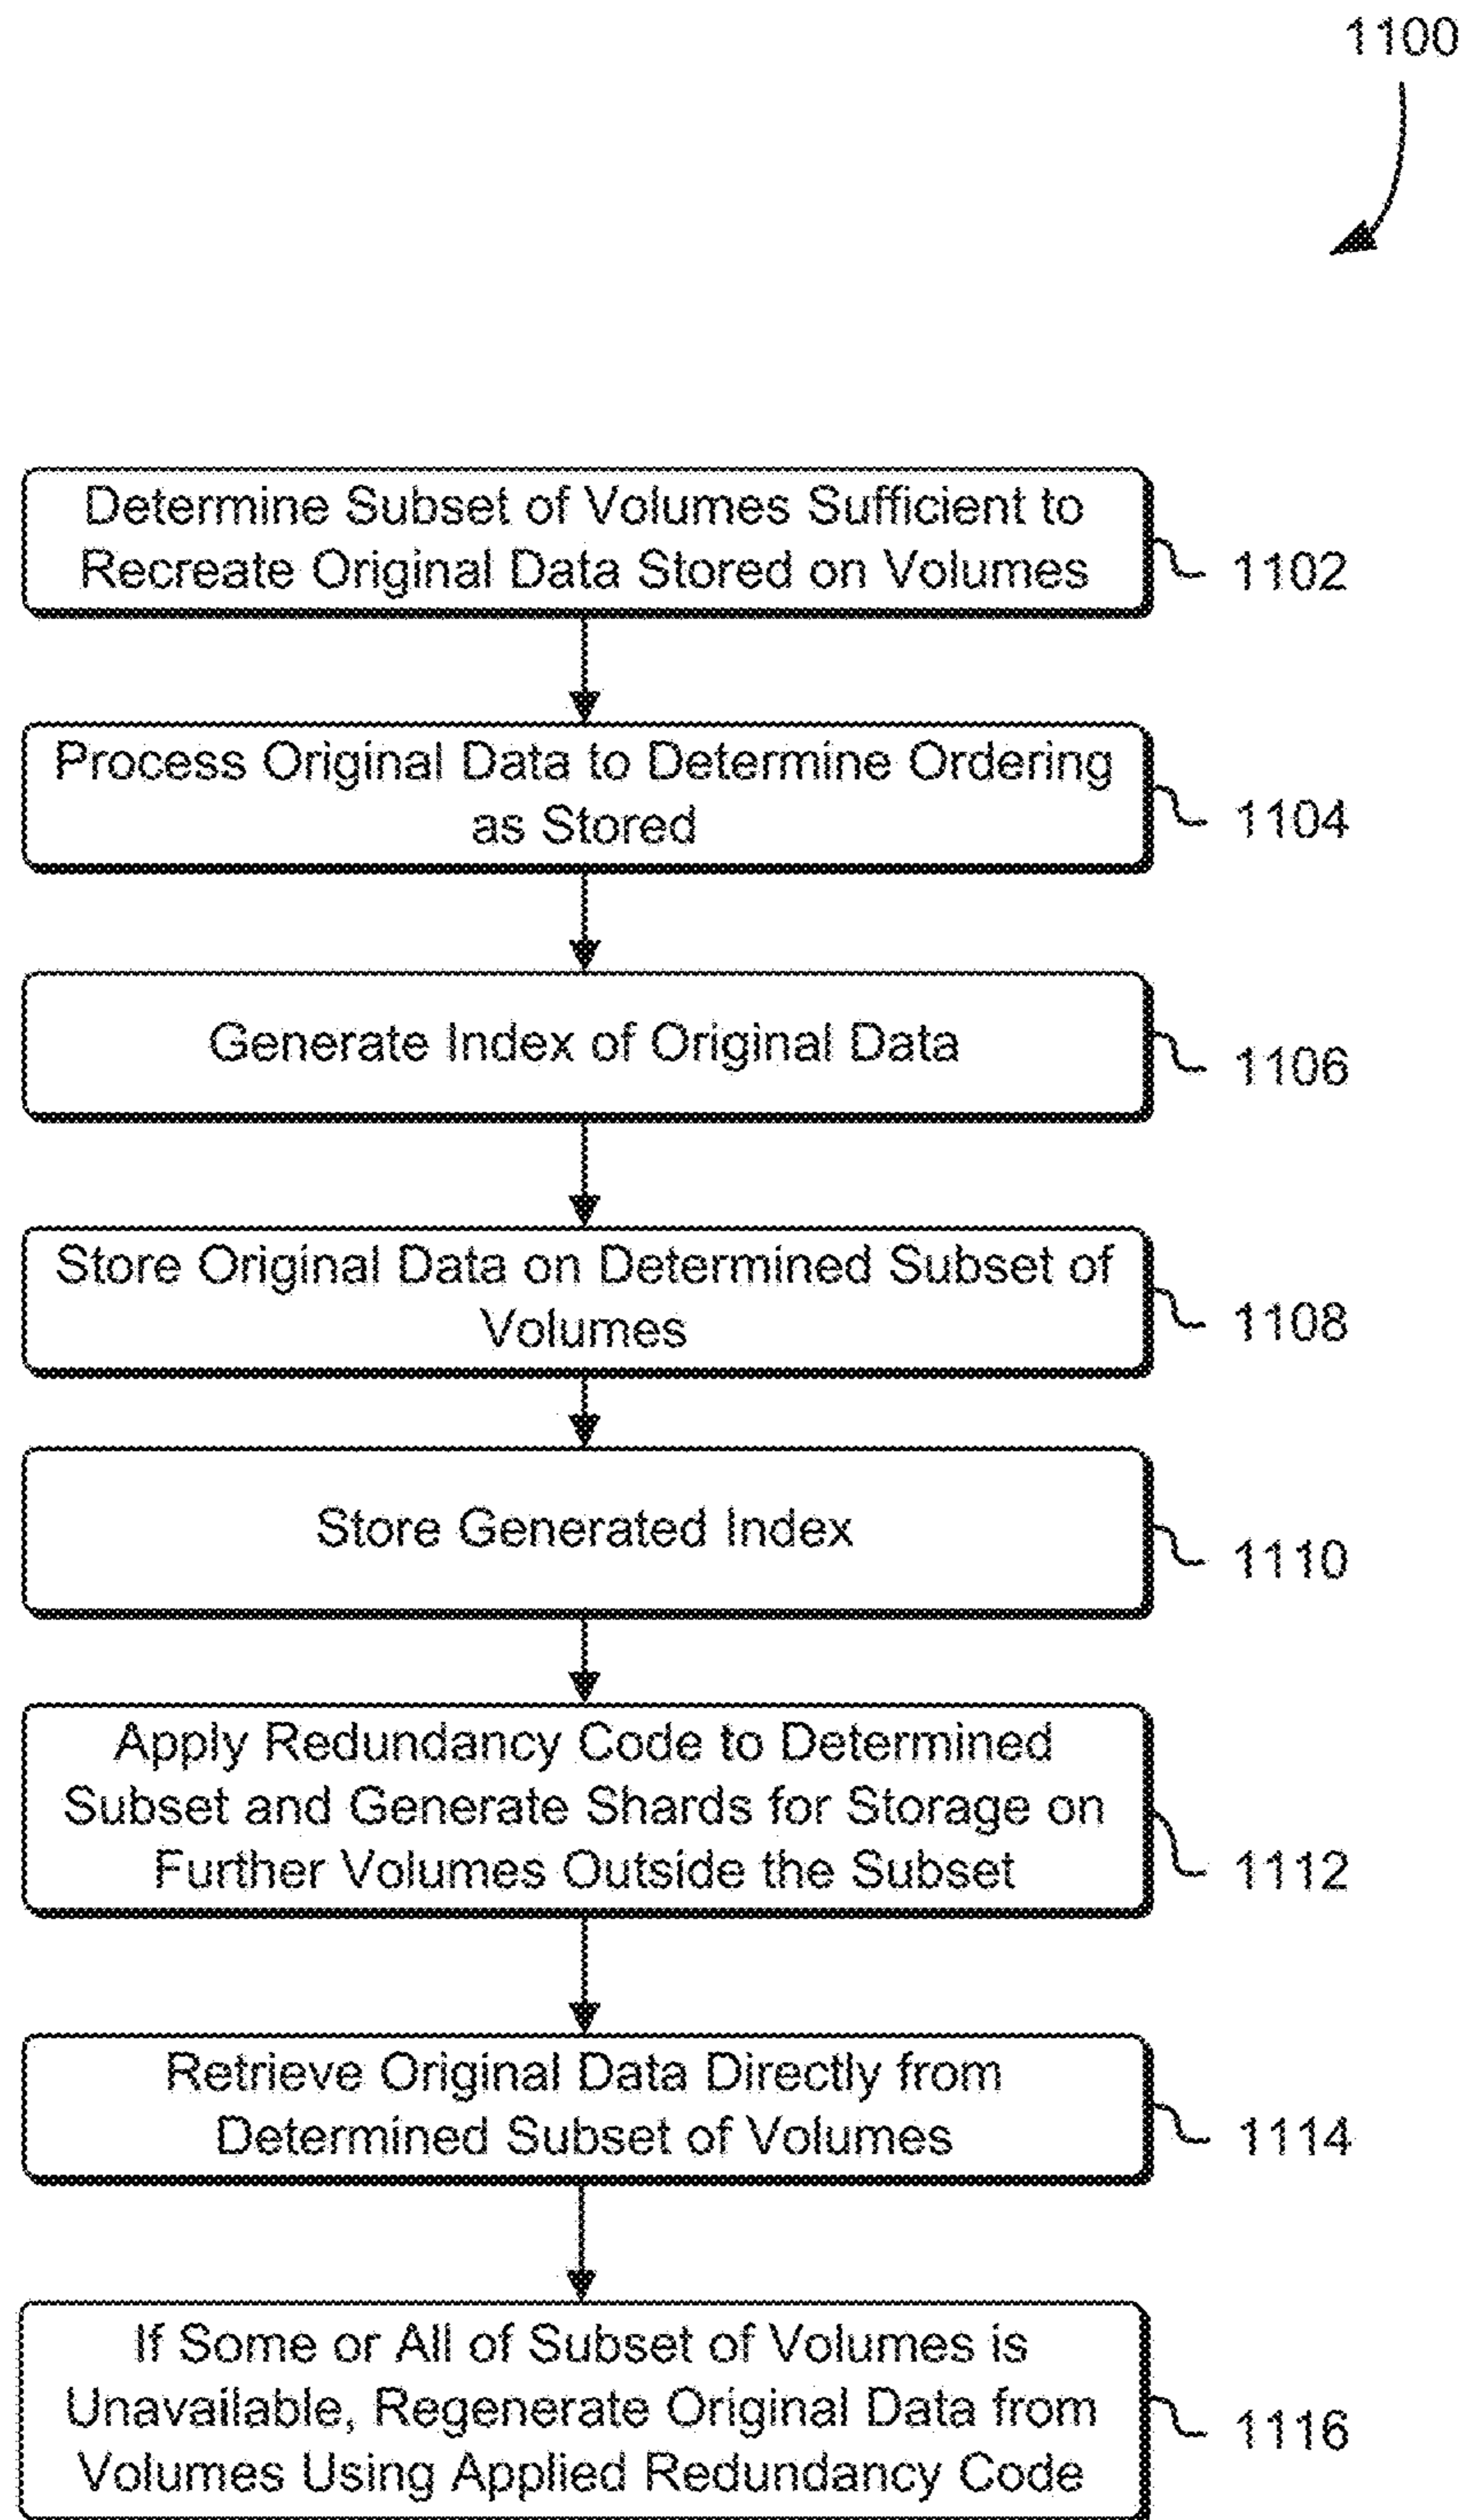 1100
Determine Subset of Volumes Sufficient to
Recreate Original Data Stored on Volumes
1102
Process Original Data to Determine Ordering
as Stored
1104
Generate Index of Original Data
1106
Store Original Data on Determined Subset of
Volumes
1108
Store Generated Index
1110
Apply Redundancy Code to Determined
Subset and Generate Shards for Storage on
Further Volumes Outside the Subset
1112
Retrieve Original Data Directly from
Determined Subset of Volumes
1114
If Some or All of Subset of Volumes is
Unavailable, Regenerate Original Data from
Volumes Using Applied Redundancy Code
1116